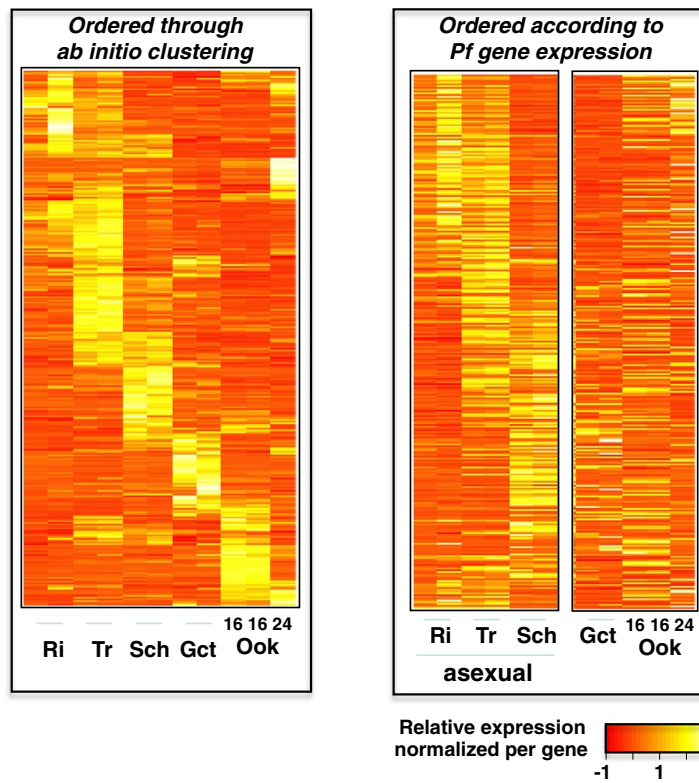 Ordered through
ab initio clustering
Ri Tr Sch Gct 16 16 24
Ook
Ordered according to
Pf gene expression
Ri Tr Sch Gct 16 16 24
Ook
asexual
Relative expression
normalized per gene
-1 1